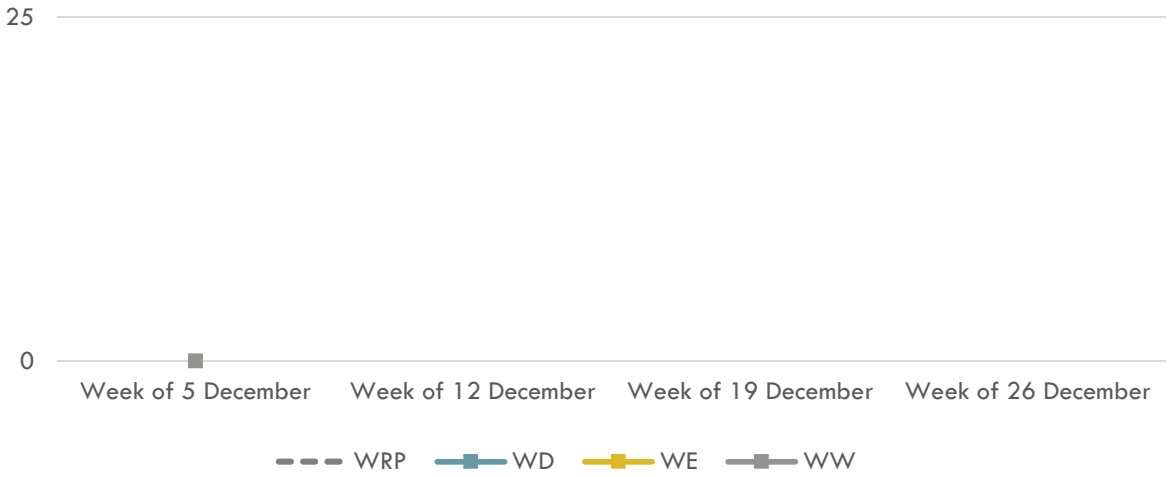 25
0
Week of 5 December Week of 12 December Week of 19 December Week of 26 December
WRP WD WE WW